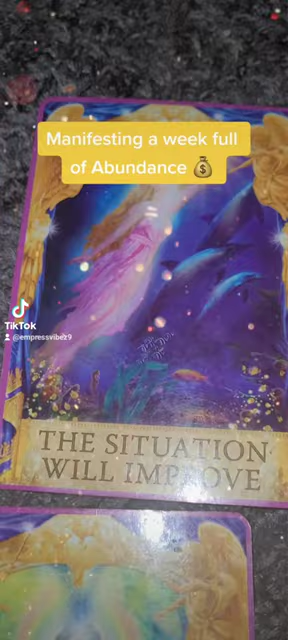 Manifesting a week full
of Abundance 💰
TikTok
@empressvibez9
THE SITUATION
WILL IMPROVE